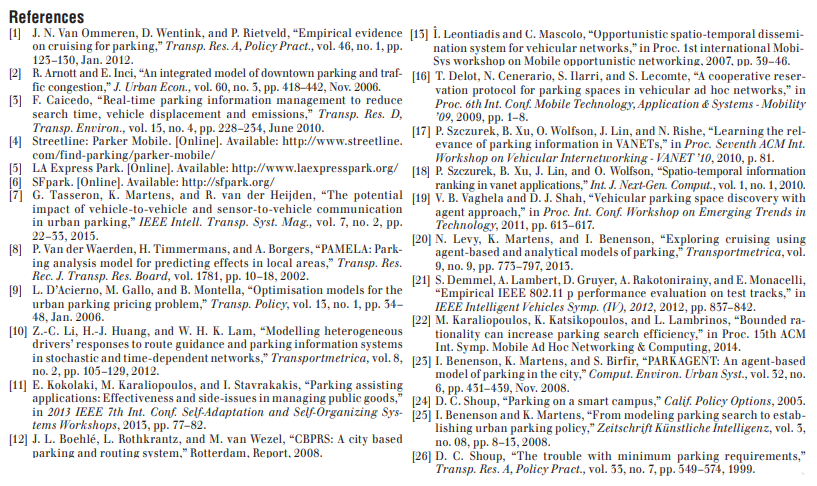 References
[1] J. N. Van Ommeren, D. Wentink, and P. Rietveld, “Empirical evidence
on cruising for parking,” Transp. Res. A, Policy Pract., vol. 46, no. 1, pp.
123–130, Jan. 2012.
[2] R. Arnott and E. Inci, “An integrated model of downtown parking and traf-
fic congestion,” J. Urban Econ., vol. 60, no. 3, pp. 418–442, Nov. 2006.
[3] F. Caicedo, “Real-time parking information management to reduce
search time, vehicle displacement and emissions,” Transp. Res. D,
Transp. Environ., vol. 15, no. 4, pp. 228–234, June 2010.
[4] Streetline: Parker Mobile. [Online]. Available: http://www.streetline.
com/find-parking/parker-mobile/
[5] LA Express Park. [Online]. Available: http://www.laexpresspark.org/
[6] SFpark. [Online]. Available: http://sfpark.org/
[7] G. Tasseron, K. Martens, and R. van der Heijden, “The potential
impact of vehicle-to-vehicle and sensor-to-vehicle communication
in urban parking,” IEEE Intell. Transp. Syst. Mag., vol. 7, no. 2, pp.
22–33, 2015.
[8] P. Van der Waerden, H. Timmermans, and A. Borgers, “PAMELA: Park-
ing analysis model for predicting effects in local areas,” Transp. Res.
Rec. J. Transp. Res. Board, vol. 1781, pp. 10–18, 2002.
[9] L. D'Acierno, M. Gallo, and B. Montella, “Optimisation models for the
urban parking pricing problem,” Transp. Policy, vol. 13, no. 1, pp. 34–
48, Jan. 2006.
[10] Z.-C. Li, H.-J. Huang, and W. H. K. Lam, “Modelling heterogeneous
drivers’ responses to route guidance and parking information systems
in stochastic and time-dependent networks,” Transportmetrica, vol. 8,
no. 2, pp. 105–129, 2012.
[11] E. Kokolaki, M. Karaliopoulos, and I. Stavrakakis, “Parking assisting
applications: Effectiveness and side-issues in managing public goods,”
in 2013 IEEE 7th Int. Conf. Self-Adaptation and Self-Organizing Sys-
tems Workshops, 2013, pp. 77–82.
[12] J. L. Boehlé, L. Rothkrantz, and M. van Wezel, “CBPRS: A city based
parking and routing system,” Rotterdam, Report, 2008.
[15] Î. Leontiadis and C. Mascolo, “Opportunistic spatio-temporal dissemi-
nation system for vehicular networks,” in Proc. 1st international Mobi-
Sys workshop on Mobile opportunistic networking, 2007, pp. 39–46.
[16] T. Delot, N. Cenerario, S. Ilarri, and S. Lecomte, “A cooperative reser-
vation protocol for parking spaces in vehicular ad hoc networks,” in
Proc. 6th Int. Conf. Mobile Technology, Application & Systems - Mobility
’09, 2009, pp. 1–8.
[17] P. Szczurek, B. Xu, O. Wolfson, J. Lin, and N. Rishe, “Learning the rel-
evance of parking information in VANETs,” in Proc. Seventh ACM Int.
Workshop on Vehicular Internetworking - VANET ’10, 2010, p. 81.
[18] P. Szczurek, B. Xu, J. Lin, and O. Wolfson, “Spatio-temporal information
ranking in vanet applications,” Int. J. Next-Gen. Comput., vol. 1, no. 1, 2010.
[19] V. B. Vaghela and D. J. Shah, “Vehicular parking space discovery with
agent approach,” in Proc. Int. Conf. Workshop on Emerging Trends in
Technology, 2011, pp. 613–617.
[20] N. Levy, K. Martens, and I. Benenson, “Exploring cruising using
agent-based and analytical models of parking,” Transportmetrica, vol.
9, no. 9, pp. 773–797, 2013.
[21] S. Demmel, A. Lambert, D. Gruyer, A. Rakotonirainy, and E. Monacelli,
“Empirical IEEE 802.11 p performance evaluation on test tracks,” in
IEEE Intelligent Vehicles Symp. (IV), 2012, 2012, pp. 837–842.
[22] M. Karaliopoulos, K. Katsikopoulos, and L. Lambrinos, “Bounded ra-
tionality can increase parking search efficiency,” in Proc. 15th ACM
Int. Symp. Mobile Ad Hoc Networking & Computing, 2014.
[23] I. Benenson, K. Martens, and S. Birfir, “PARKAGENT: An agent-based
model of parking in the city,” Comput. Environ. Urban Syst., vol. 32, no.
6, pp. 431–439, Nov. 2008.
[24] D. C. Shoup, “Parking on a smart campus,” Calif. Policy Options, 2005.
[25] I. Benenson and K. Martens, “From modeling parking search to estab-
lishing urban parking policy,” Zeitschrift Künstliche Intelligenz, vol. 3,
no. 08, pp. 8–13, 2008.
[26] D. C. Shoup, “The trouble with minimum parking requirements,”
Transp. Res. A, Policy Pract., vol. 33, no. 7, pp. 549–574, 1999.